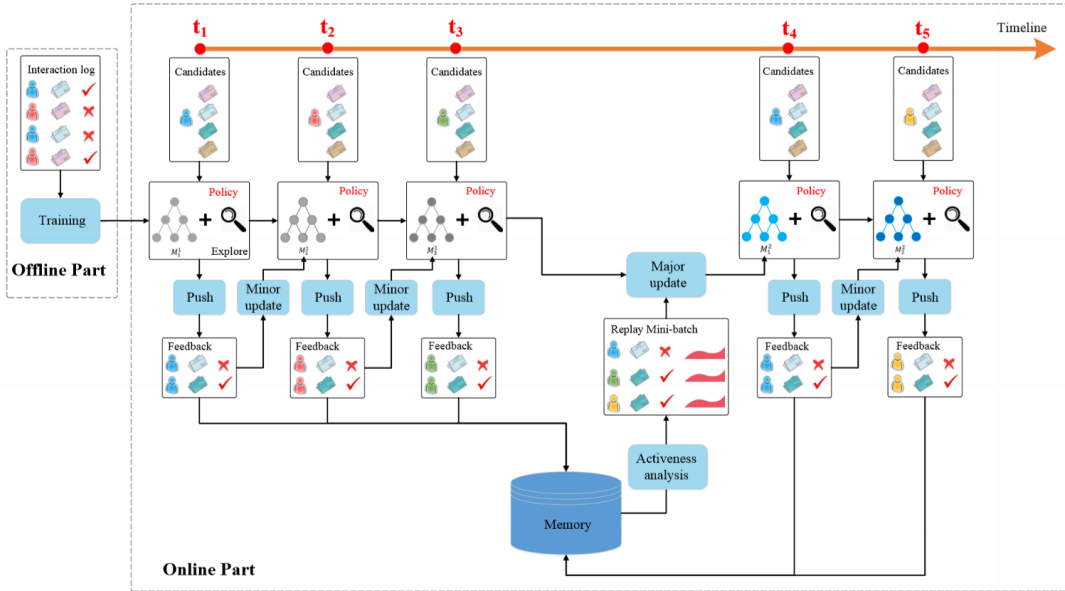 t1 t2 t3 t4 t5 Timeline
Interaction log
Training
Offline Part
Candidates
Candidates
Candidates
Candidates
Candidates
Policy
+
Explore
Policy
+
Policy
+
Policy
+
Policy
+
Push
Minor
update
Push
Minor
update
Push
Major
update
Push
Minor
update
Push
Feedback
Feedback
Feedback
Replay Mini-batch
Feedback
Feedback
Activeness
analysis
Memory
Online Part